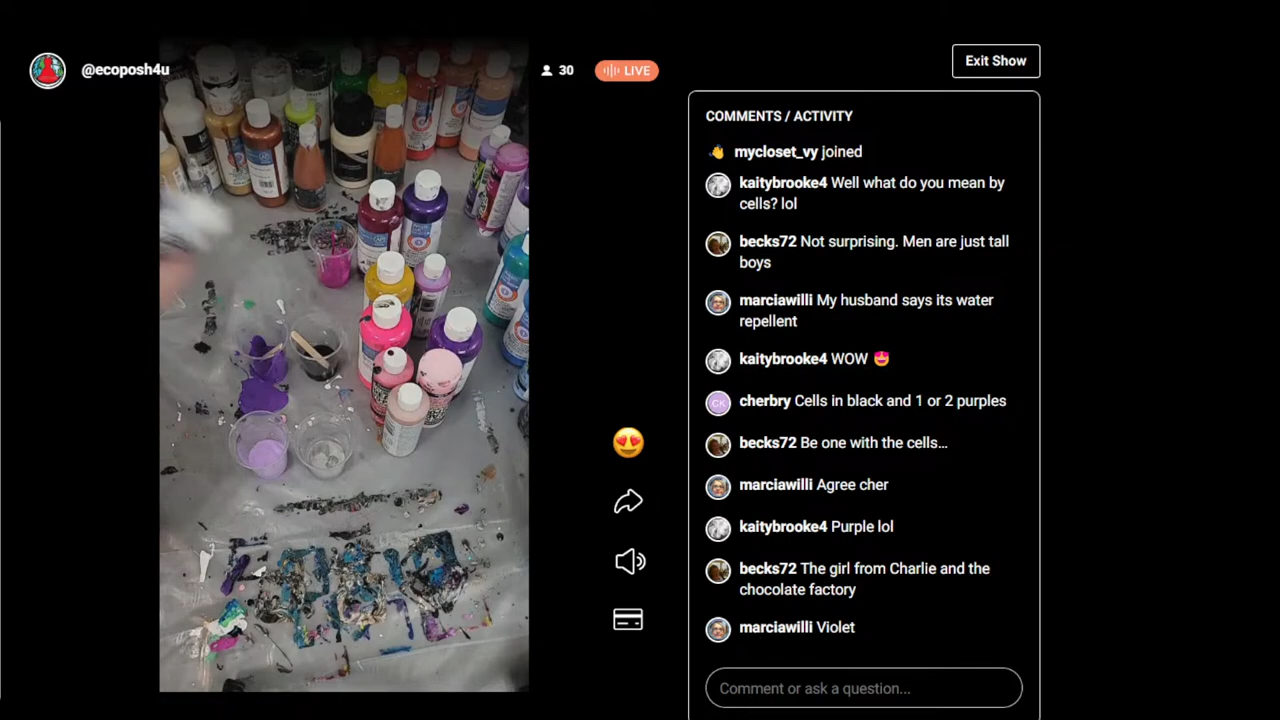 @ecoposh4u
30
LIVE
Exit Show
COMMENTS / ACTIVITY
mycloset_vy joined
kaitybrooke4 Well what do you mean by
cells? lol
becks72 Not surprising. Men are just tall
boys
marciawilli My husband says its water
repellent
kaitybrooke4 WOW 😍
CK
cherbry Cells in black and 1 or 2 purples
becks72 Be one with the cells...
marciawilli Agree cher
kaitybrooke4 Purple lol
becks72 The girl from Charlie and the
chocolate factory
marciawilli Violet
Comment or ask a question...